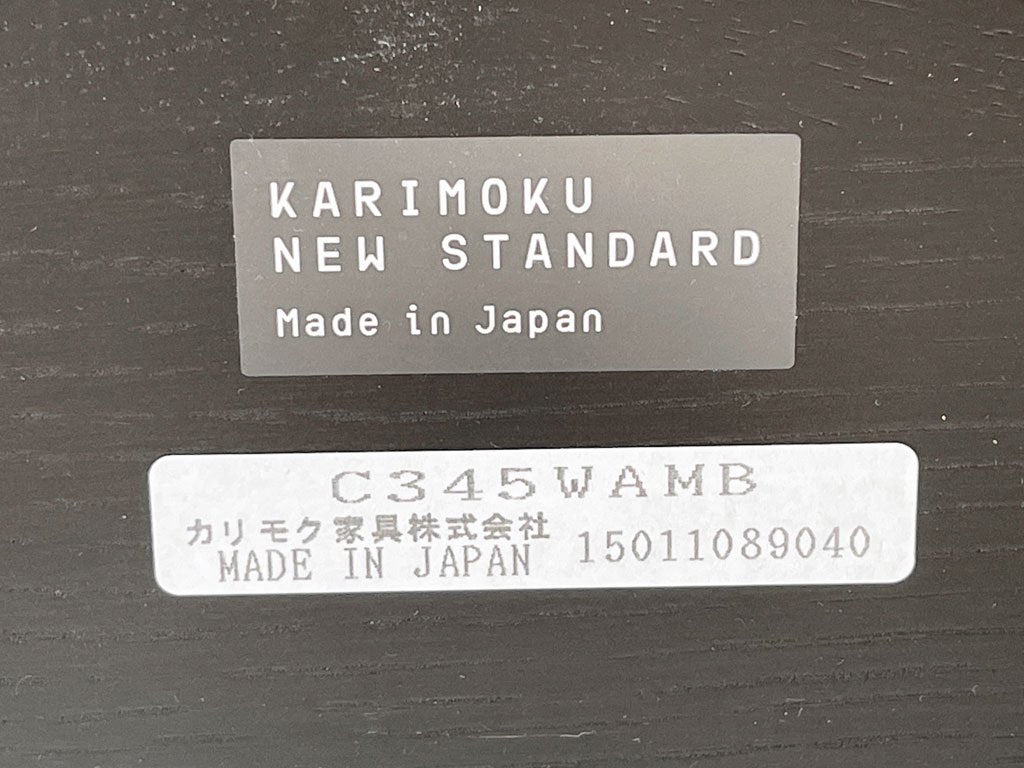 KARIMOKU
NEW STANDARD
Made in Japan
C345WAMB
カリモク家具株式会社
MADE IN JAPAN 15011089040